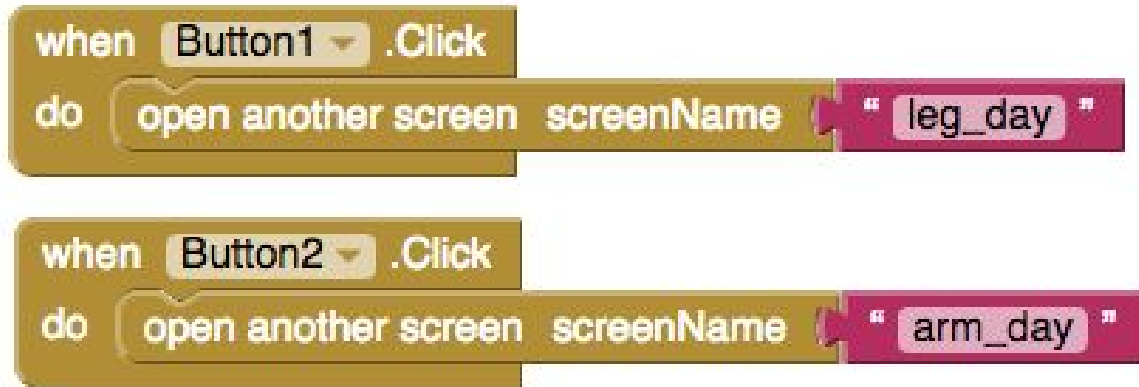 when Button1 .Click
do open another screen screenName " leg_day "
when Button2 .Click
do open another screen screenName " arm_day "